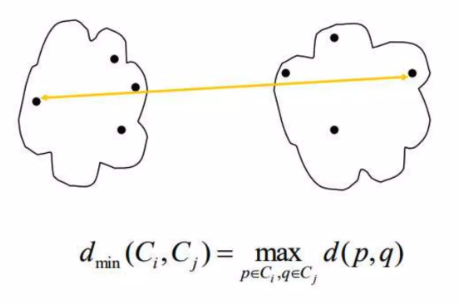 d_min (C_i, C_j) = max_{p∈C_i, q∈C_j} d(p, q)